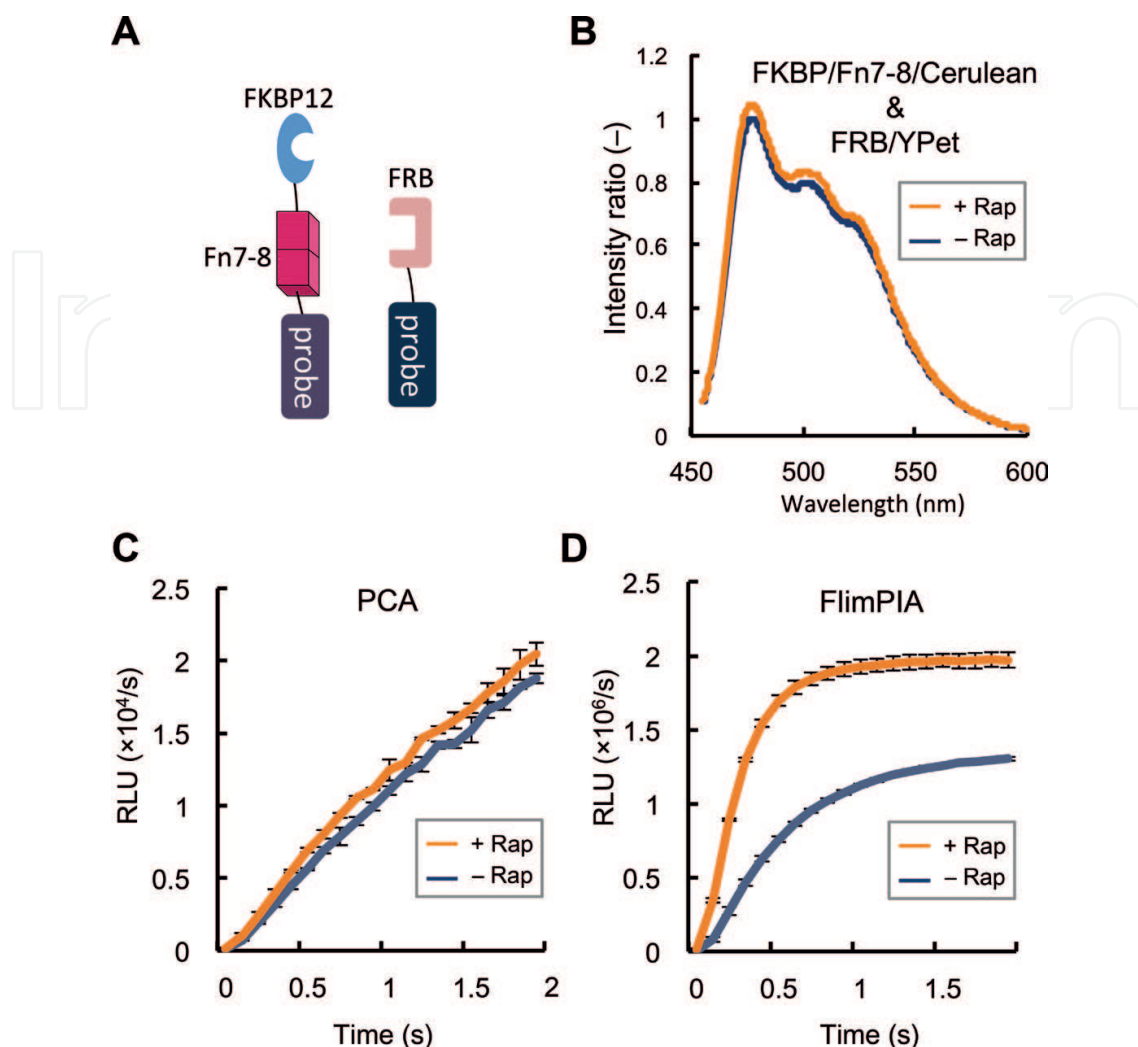 A
FKBP12
Fn7-8
probe
FRB
probe
B
FKBP/Fn7-8/Cerulean
&
FRB/YPet
+ Rap
– Rap
Intensity ratio (–)
1.2
1
0.8
0.6
0.4
0.2
0
450 500 550 600
Wavelength (nm)
C
PCA
RLU (×10⁴/s)
2.5
2
1.5
1
0.5
0
+ Rap
– Rap
0 0.5 1 1.5 2
Time (s)
D
FlimPIA
RLU (×10⁶/s)
2.5
2
1.5
1
0.5
0
+ Rap
– Rap
0 0.5 1 1.5
Time (s)